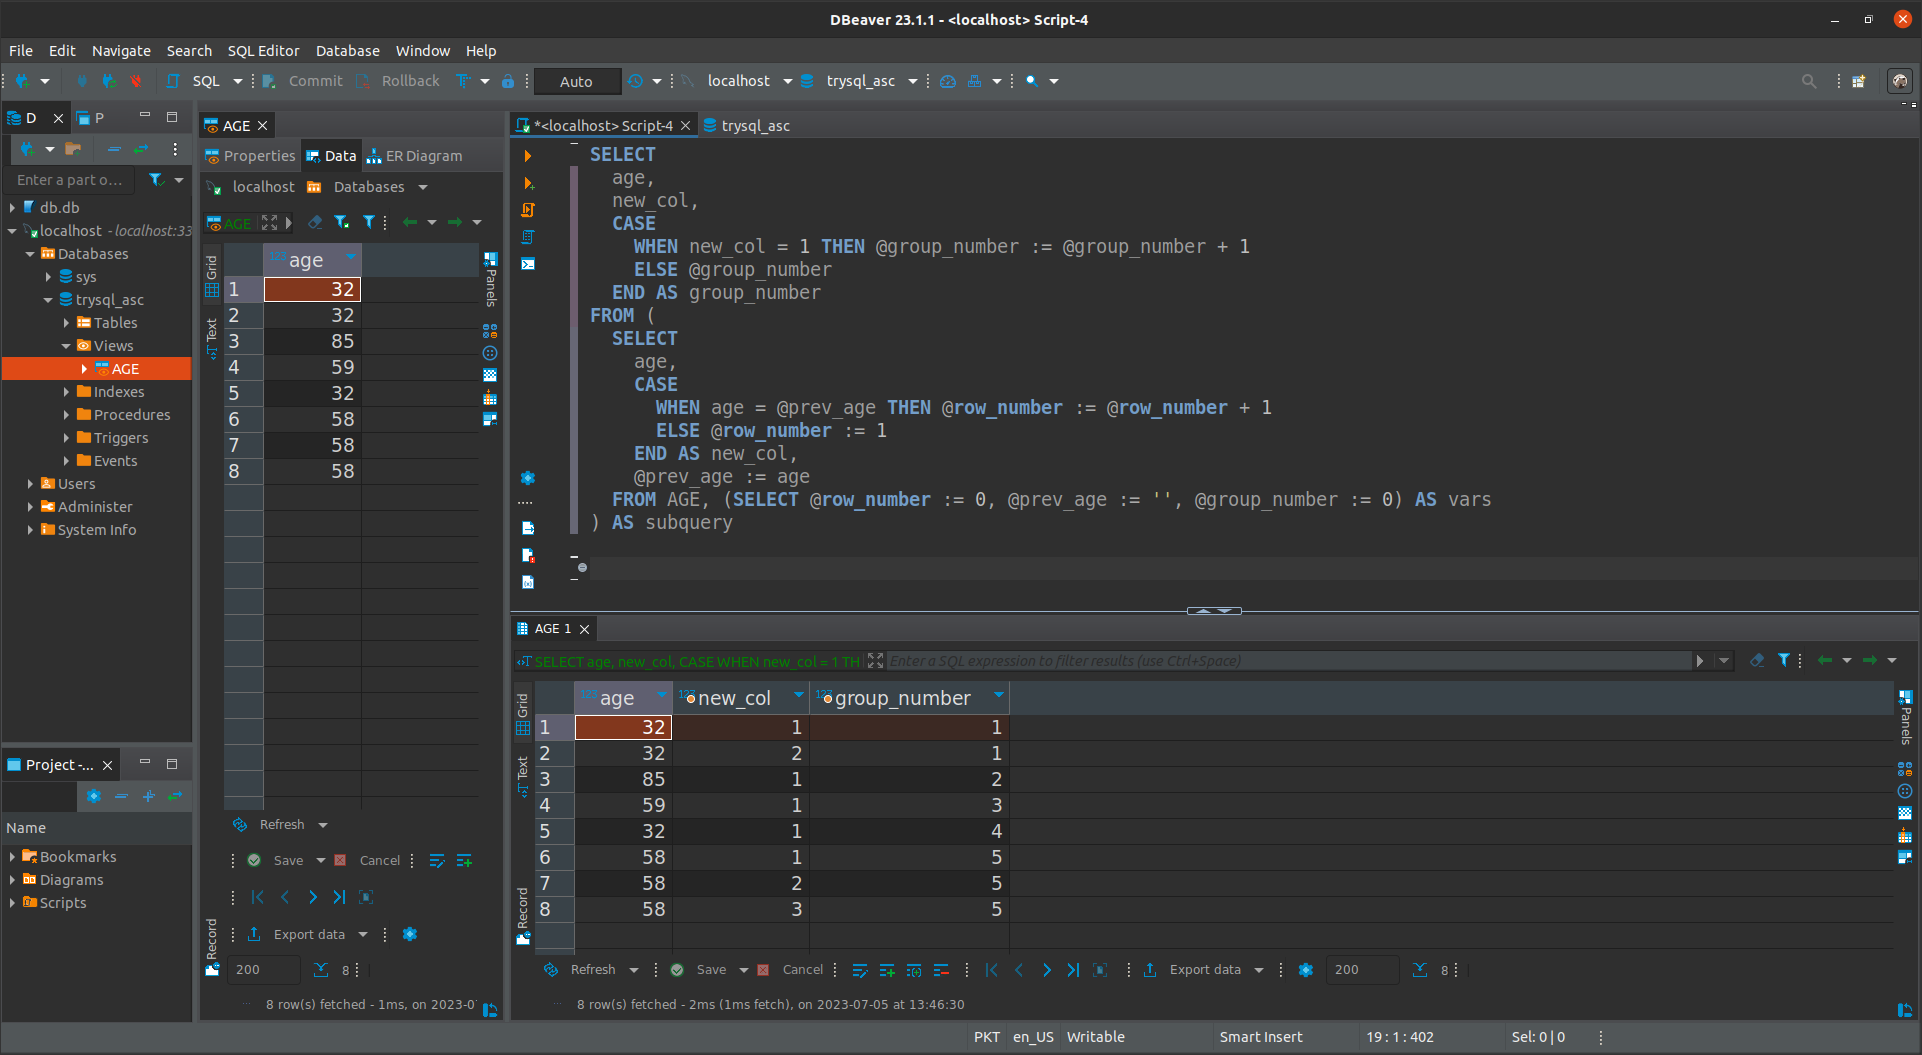 DBeaver 23.1.1 - <localhost> Script-4
File Edit Navigate Search SQL Editor Database Window Help
SQL Commit Rollback Auto localhost trysql_asc
D P
Enter a part o...
db.db
localhost - localhost:33
Databases
sys
trysql_asc
Tables
Views
AGE
Indexes
Procedures
Triggers
Events
Users
Administer
System Info
Project -...
Name
Bookmarks
Diagrams
Scripts
AGE
Properties Data ER Diagram
localhost Databases
AGE
Grid
Text
Record
Panels
123 age
1 32
2 32
3 85
4 59
5 32
6 58
7 58
8 58
Refresh
Save Cancel
Export data
200 8
8 row(s) fetched - 1ms, on 2023-0
*<localhost> Script-4 trysql_asc
SELECT
age,
new_col,
CASE
WHEN new_col = 1 THEN @group_number := @group_number + 1
ELSE @group_number
END AS group_number
FROM (
SELECT
age,
CASE
WHEN age = @prev_age THEN @row_number := @row_number + 1
ELSE @row_number := 1
END AS new_col,
@prev_age := age
FROM AGE, (SELECT @row_number := 0, @prev_age := '', @group_number := 0) AS vars
) AS subquery
AGE 1
SELECT age, new_col, CASE WHEN new_col = 1 TH Enter a SQL expression to filter results (use Ctrl+Space)
Grid
Text
Record
Panels
123 age 123 new_col 123 group_number
1 32 1 1
2 32 2 1
3 85 1 2
4 59 1 3
5 32 1 4
6 58 1 5
7 58 2 5
8 58 3 5
Refresh Save Cancel Export data 200 8
8 row(s) fetched - 2ms (1ms fetch), on 2023-07-05 at 13:46:30
PKT en_US Writable Smart Insert 19 : 1 : 402 Sel: 0 | 0